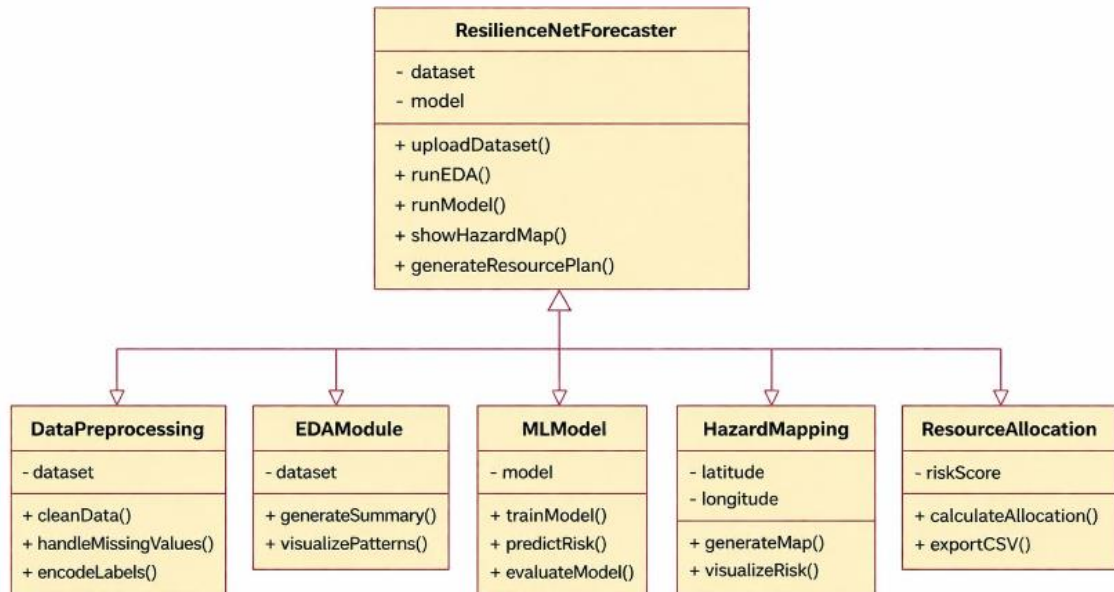 ResilienceNetForecaster
- dataset
- model
+ uploadDataset()
+ runEDA()
+ runModel()
+ showHazardMap()
+ generateResourcePlan()
DataPreprocessing
- dataset
+ cleanData()
+ handleMissingValues()
+ encodeLabels()
EDAModule
- dataset
+ generateSummary()
+ visualizePatterns()
MLModel
- model
+ trainModel()
+ predictRisk()
+ evaluateModel()
HazardMapping
- latitude
- longitude
+ generateMap()
+ visualizeRisk()
ResourceAllocation
- riskScore
+ calculateAllocation()
+ exportCSV()